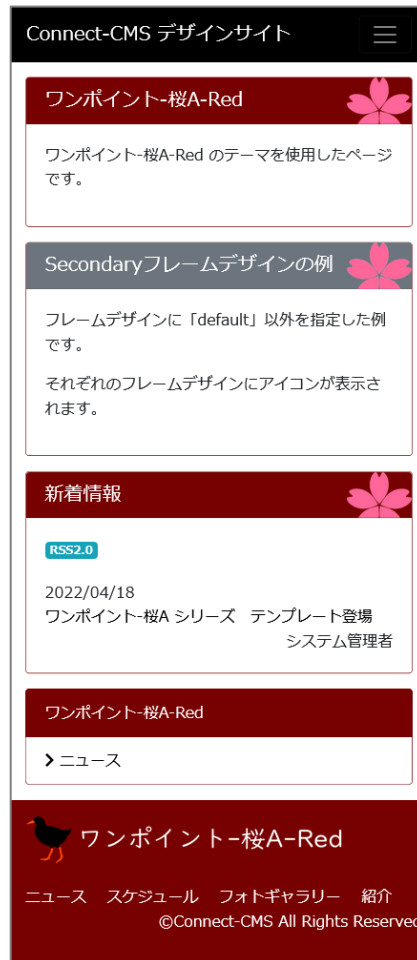 Connect-CMS デザインサイト
ワンポイント-桜A-Red
ワンポイント-桜A-Red のテーマを使用したページ
です。
Secondaryフレームデザインの例
フレームデザインに「default」以外を指定した例
です。
それぞれのフレームデザインにアイコンが表示さ
れます。
新着情報
RSS2.0
2022/04/18
ワンポイント-桜A シリーズ　テンプレート登場
システム管理者
ワンポイント-桜A-Red
ニュース
ワンポイント-桜A-Red
ニュース　スケジュール　フォトギャラリー　紹介
©Connect-CMS All Rights Reserved